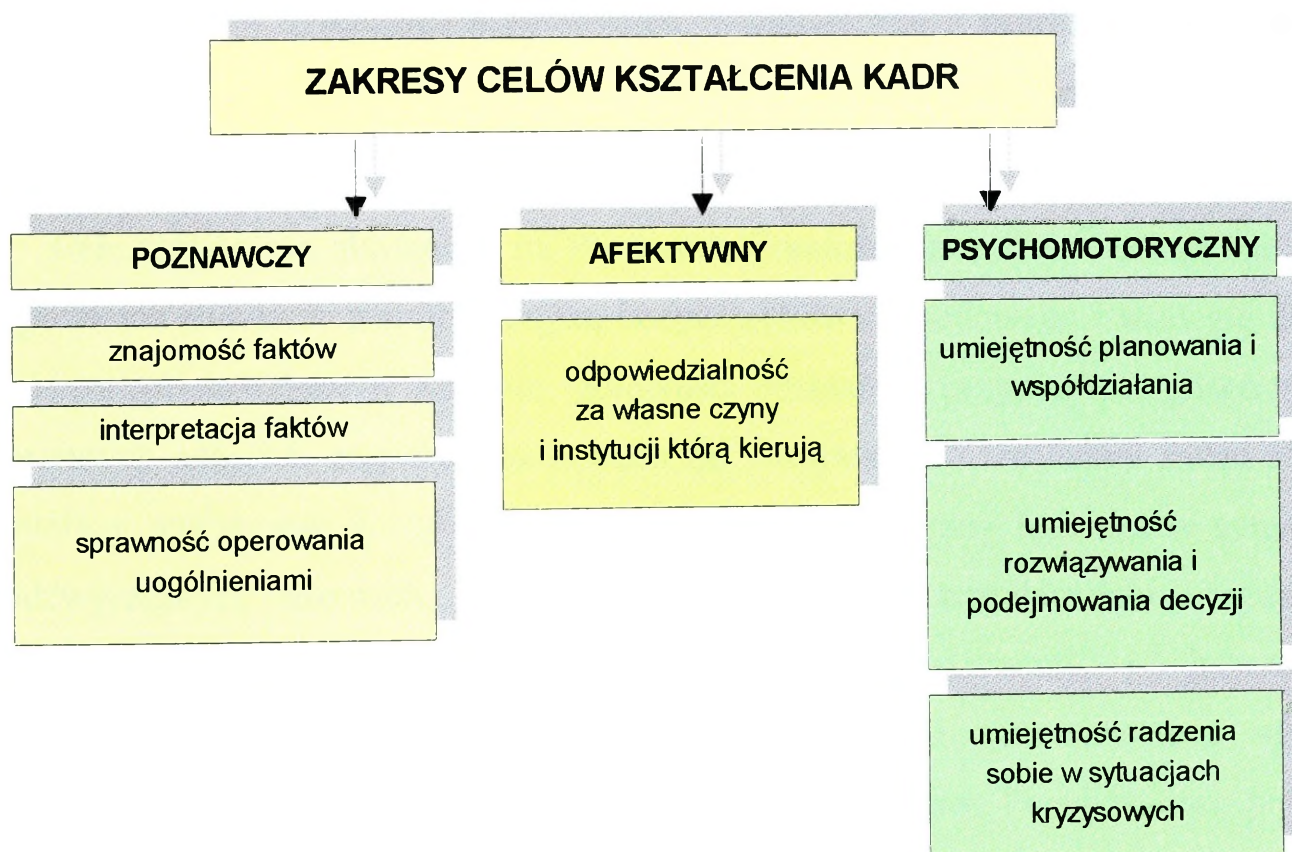 ZAKRESY CELÓW KSZTAŁCENIA KADR
POZNAWCZY
znajomość faktów
interpretacja faktów
sprawność operowania
uogólnieniami
AFEKTYWNY
odpowiedzialność
za własne czyny
i instytucji którą kierują
PSYCHOMOTORYCZNY
umiejętność planowania i
współdziałania
umiejętność
rozwiązywania i
podejmowania decyzji
umiejętność radzenia
sobie w sytuacjach
kryzysowych